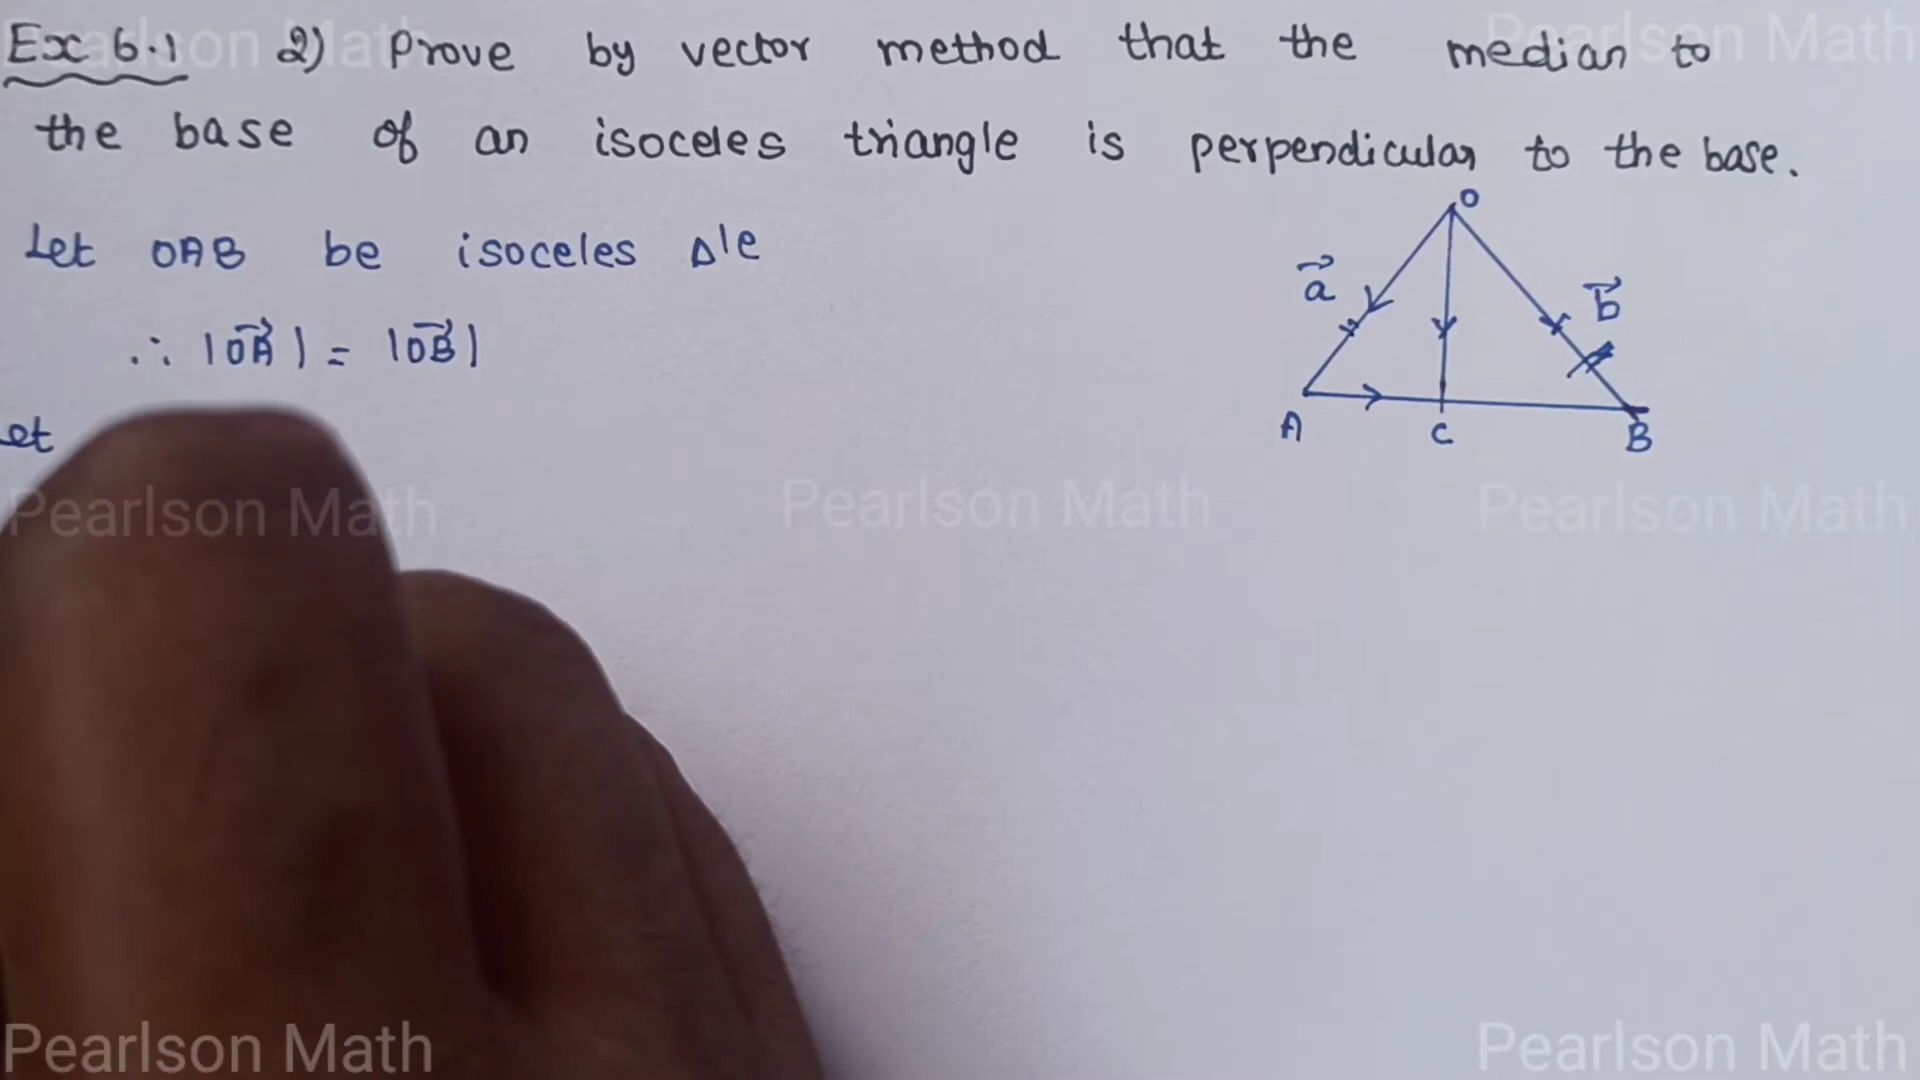 Ex 6.1 2) Prove by vector method that the median to
the base of an isoceles triangle is perpendicular to the base.
Let OAB be isoceles Δle
∴ |OA⃗| = |OB⃗|
et
O
a⃗
b⃗
A C B
Pearlson Math
Pearlson Math
Pearlson Math
Pearlson Math
Pearlson Math
Pearlson Math
Pearlson Math